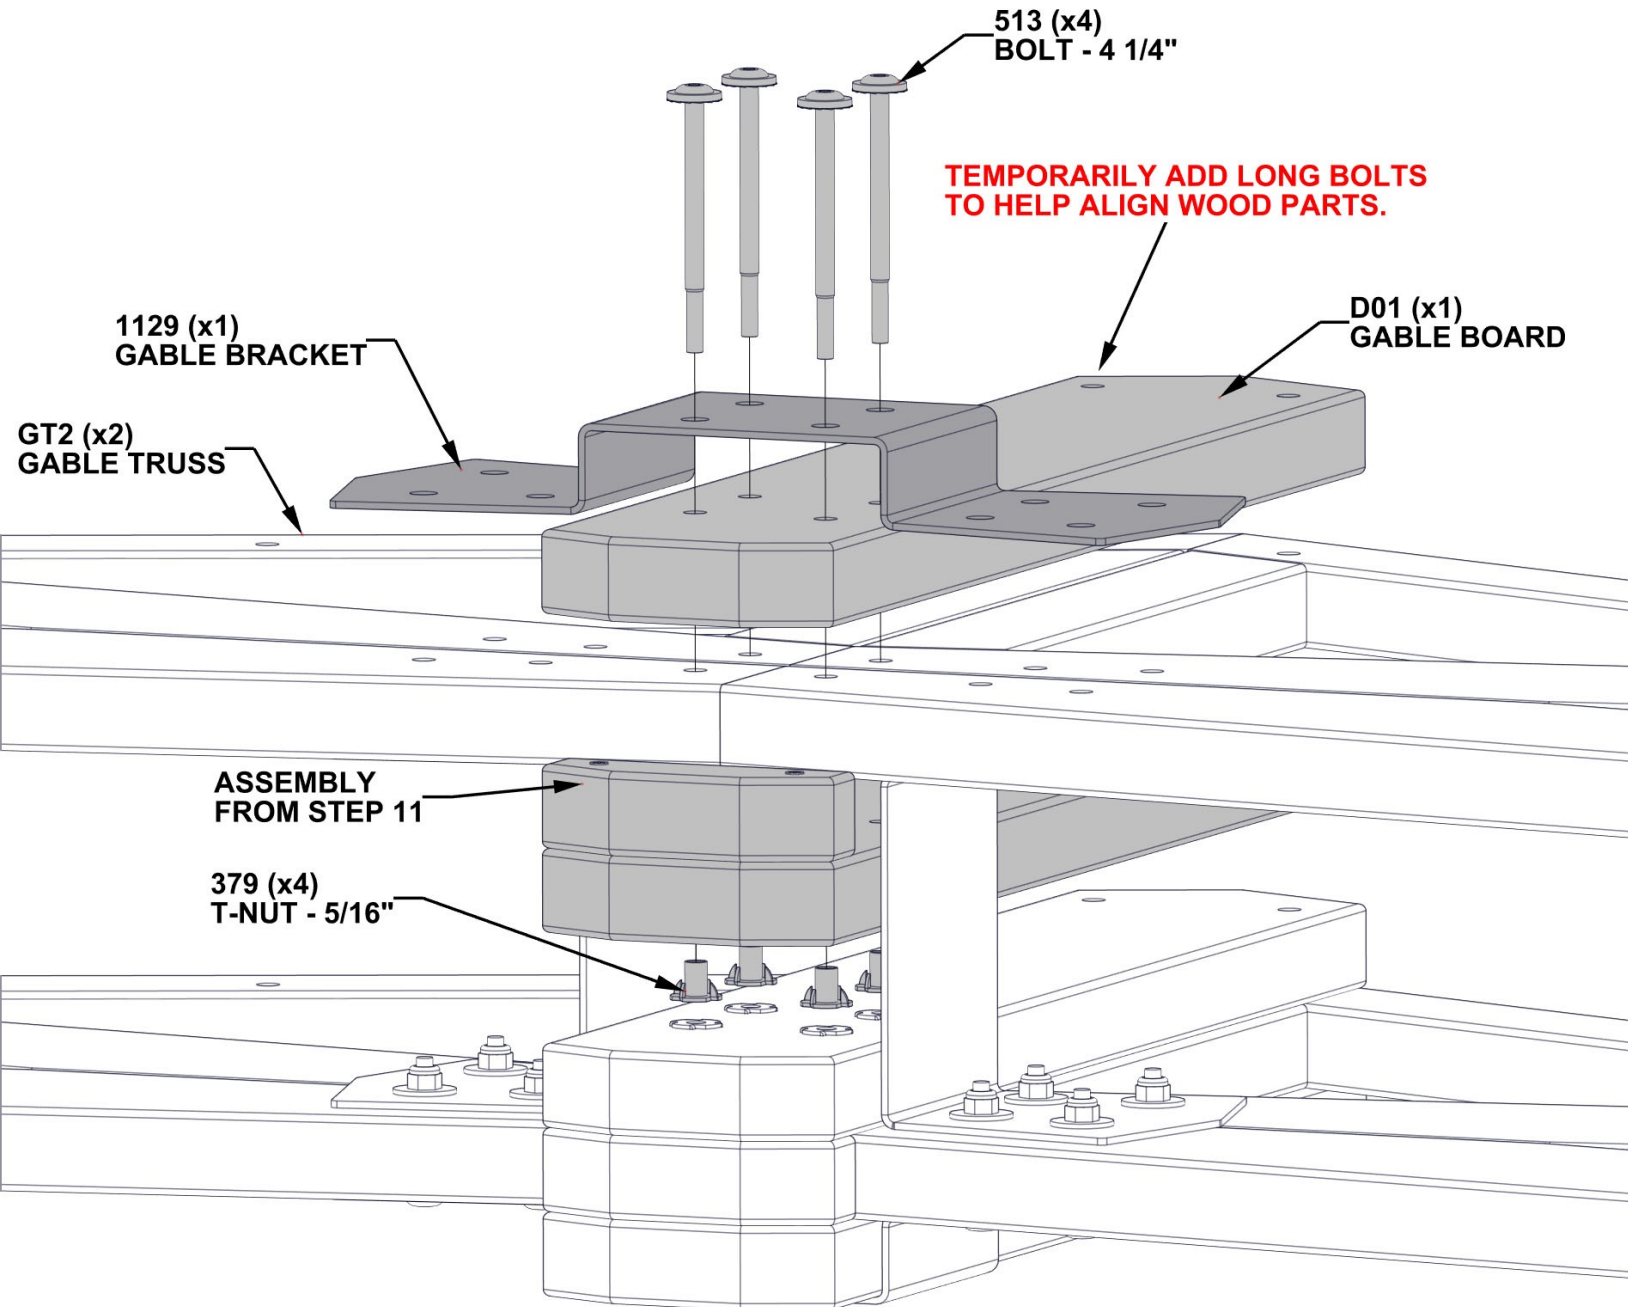 513 (x4)
BOLT - 4 1/4"
TEMPORARILY ADD LONG BOLTS
TO HELP ALIGN WOOD PARTS.
1129 (x1)
GABLE BRACKET
D01 (x1)
GABLE BOARD
GT2 (x2)
GABLE TRUSS
ASSEMBLY
FROM STEP 11
379 (x4)
T-NUT - 5/16"